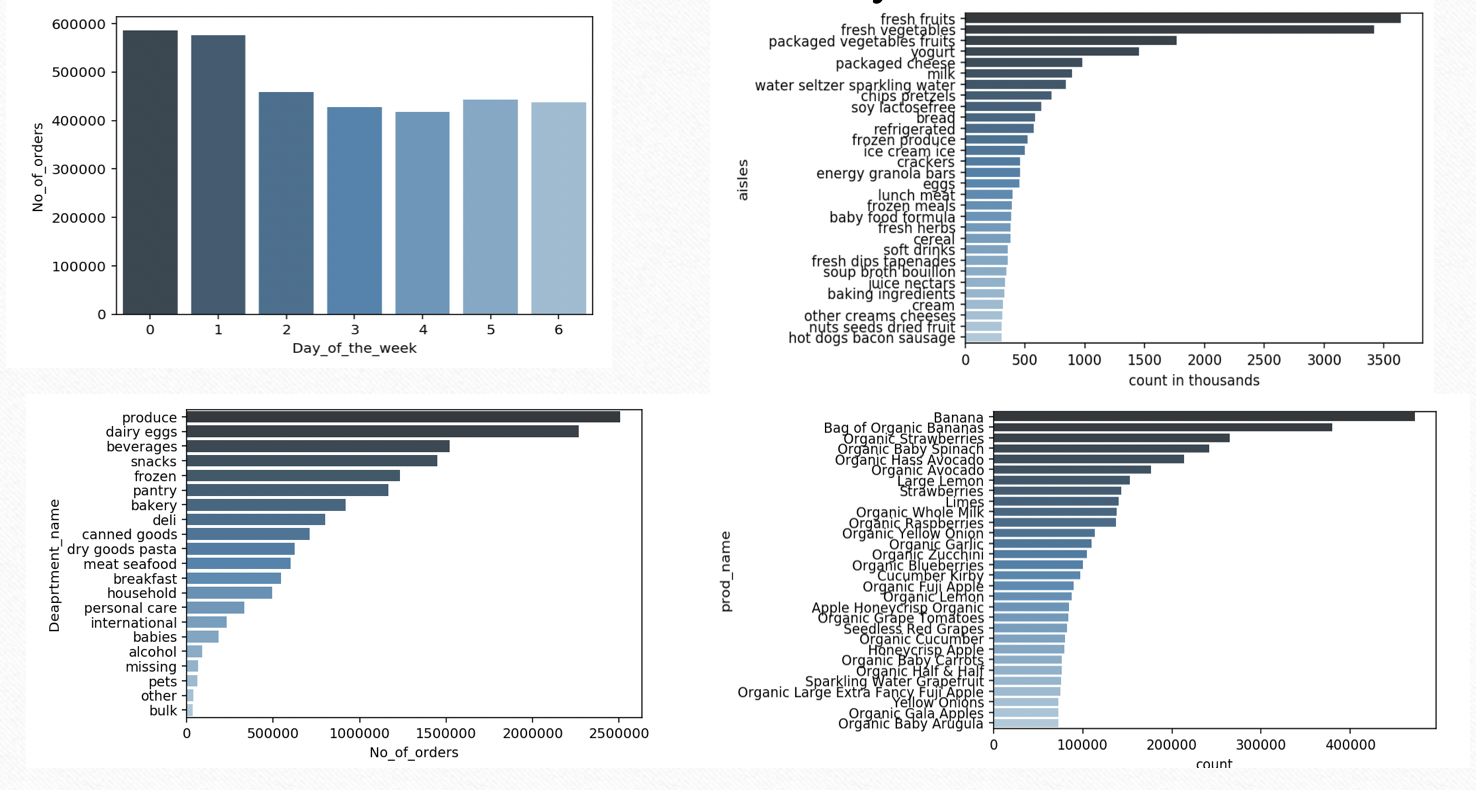 600000
500000
400000
300000
200000
100000
0
No_of_orders
0 1 2 3 4 5 6
Day_of_the_week
fresh fruits
fresh vegetables
packaged vegetables fruits
yogurt
packaged cheese
milk
water seltzer sparkling water
chips pretzels
soy lactosefree
bread
refrigerated
frozen produce
ice cream ice
crackers
energy granola bars
eggs
lunch meat
frozen meals
baby food formula
fresh herbs
cereal
soft drinks
fresh dips tapenades
soup broth bouillon
juice nectars
baking ingredients
cream
other creams cheeses
nuts seeds dried fruit
hot dogs bacon sausage
aisles
0 500 1000 1500 2000 2500 3000 3500
count in thousands
produce
dairy eggs
beverages
snacks
frozen
pantry
bakery
deli
canned goods
dry goods pasta
meat seafood
breakfast
household
personal care
international
babies
alcohol
missing
pets
other
bulk
Deaprtment_name
0 500000 1000000 1500000 2000000 2500000
No_of_orders
Banana
Bag of Organic Bananas
Organic Strawberries
Organic Baby Spinach
Organic Hass Avocado
Organic Avocado
Large Lemon
Strawberries
Limes
Organic Whole Milk
Organic Raspberries
Organic Yellow Onion
Organic Garlic
Organic Zucchini
Organic Blueberries
Cucumber Kirby
Organic Fuji Apple
Organic Lemon
Apple Honeycrisp Organic
Organic Grape Tomatoes
Seedless Red Grapes
Organic Cucumber
Honeycrisp Apple
Organic Baby Carrots
Organic Half & Half
Sparkling Water Grapefruit
Organic Large Extra Fancy Fuji Apple
Yellow Onions
Organic Gala Apples
Organic Baby Arugula
prod_name
0 100000 200000 300000 400000
count